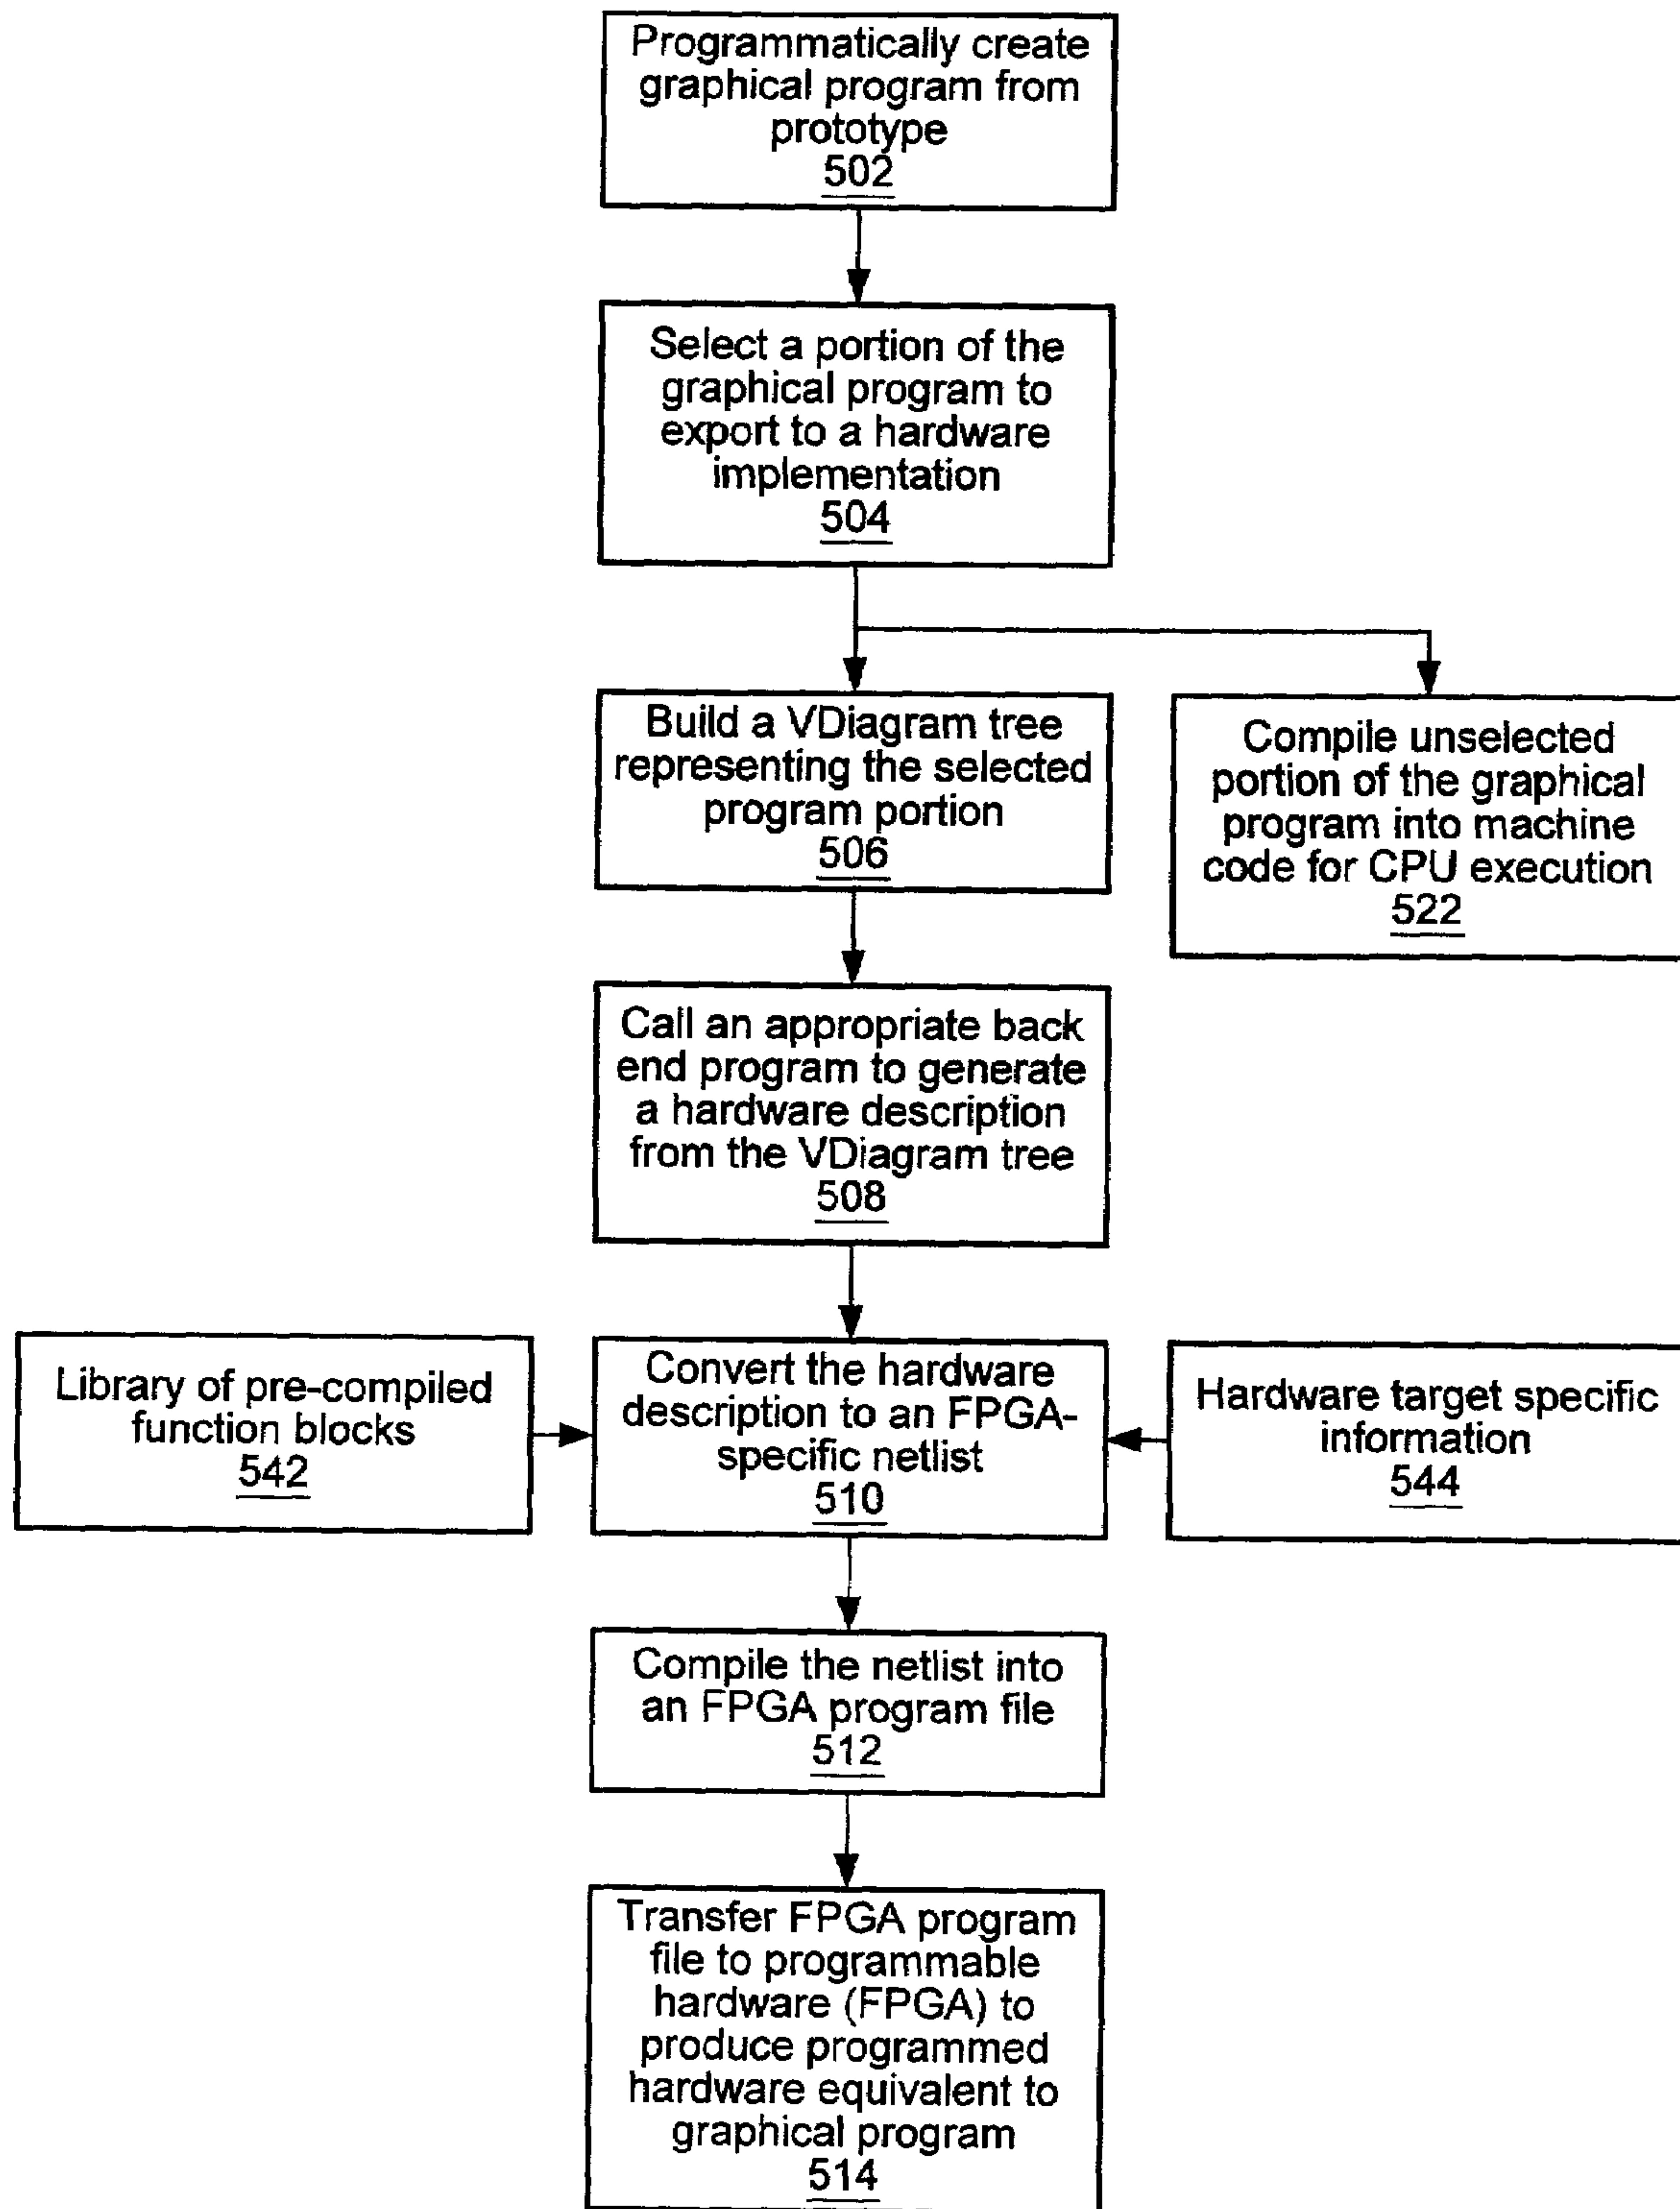 Programmatically create
graphical program from
prototype
502
Select a portion of the
graphical program to
export to a hardware
implementation
504
Build a VDiagram tree
representing the selected
program portion
506
Compile unselected
portion of the graphical
program into machine
code for CPU execution
522
Call an appropriate back
end program to generate
a hardware description
from the VDiagram tree
508
Library of pre-compiled
function blocks
542
Convert the hardware
description to an FPGA-
specific netlist
510
Hardware target specific
information
544
Compile the netlist into
an FPGA program file
512
Transfer FPGA program
file to programmable
hardware (FPGA) to
produce programmed
hardware equivalent to
graphical program
514